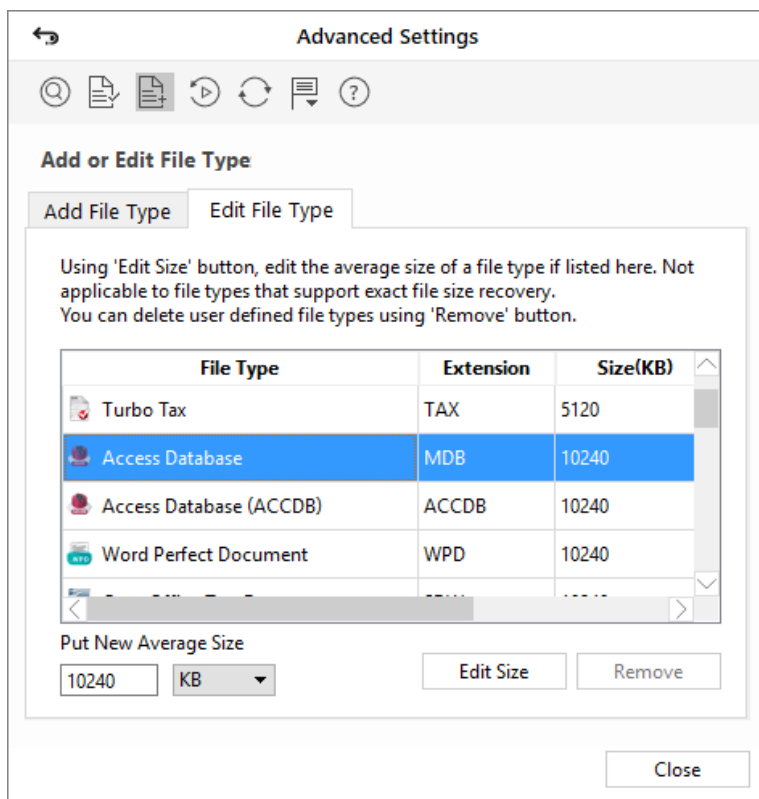 Advanced Settings
Add or Edit File Type
Add File Type
Edit File Type
Using 'Edit Size' button, edit the average size of a file type if listed here. Not
applicable to file types that support exact file size recovery.
You can delete user defined file types using 'Remove' button.
File Type Extension Size(KB)
Turbo Tax TAX 5120
Access Database MDB 10240
Access Database (ACCDB) ACCDB 10240
Word Perfect Document WPD 10240
Put New Average Size
10240 KB Edit Size Remove
Close